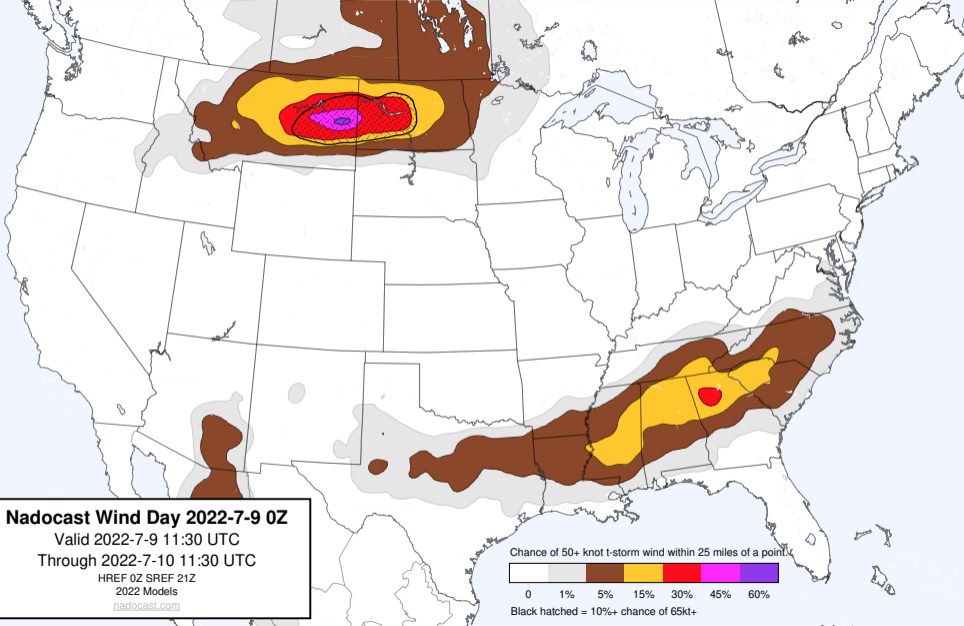 Nadocast Wind Day 2022-7-9 0Z
Valid 2022-7-9 11:30 UTC
Through 2022-7-10 11:30 UTC
HREF 0Z SREF 21Z
2022 Models
nadocast.com
Chance of 50+ knot t-storm wind within 25 miles of a point.
0 1% 5% 15% 30% 45% 60%
Black hatched = 10%+ chance of 65kt+